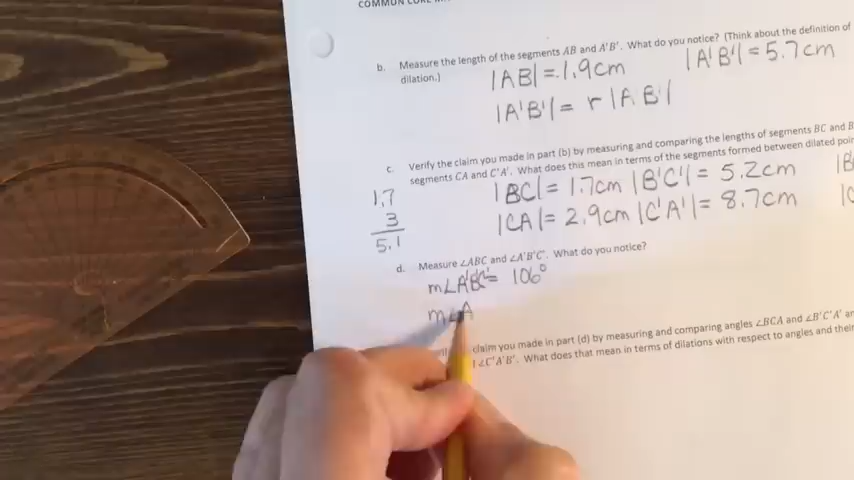 COMMON CORE
b. Measure the length of the segments AB and A'B'. What do you notice? (Think about the definition of
dilation.)
|AB| = 1.9cm |A'B'| = 5.7cm
|A'B'| = r |AB|
c. Verify the claim you made in part (b) by measuring and comparing the lengths of segments BC and B
segments CA and C'A'. What does this mean in terms of the segments formed between dilated poin
1.7
3
5.1
|BC| = 1.7cm |B'C'| = 5.2cm |B
|CA| = 2.9cm |C'A'| = 8.7cm |C
d. Measure ∠ABC and ∠A'B'C'. What do you notice?
m∠A'B'C' = 106°
m∠A
claim you made in part (d) by measuring and comparing angles ∠BCA and ∠B'C'A' an
∠C'A'B'. What does that mean in terms of dilations with respect to angles and their